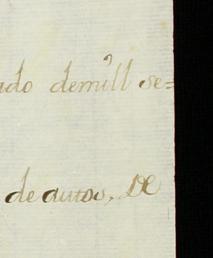 ado demill se=
de autos, De